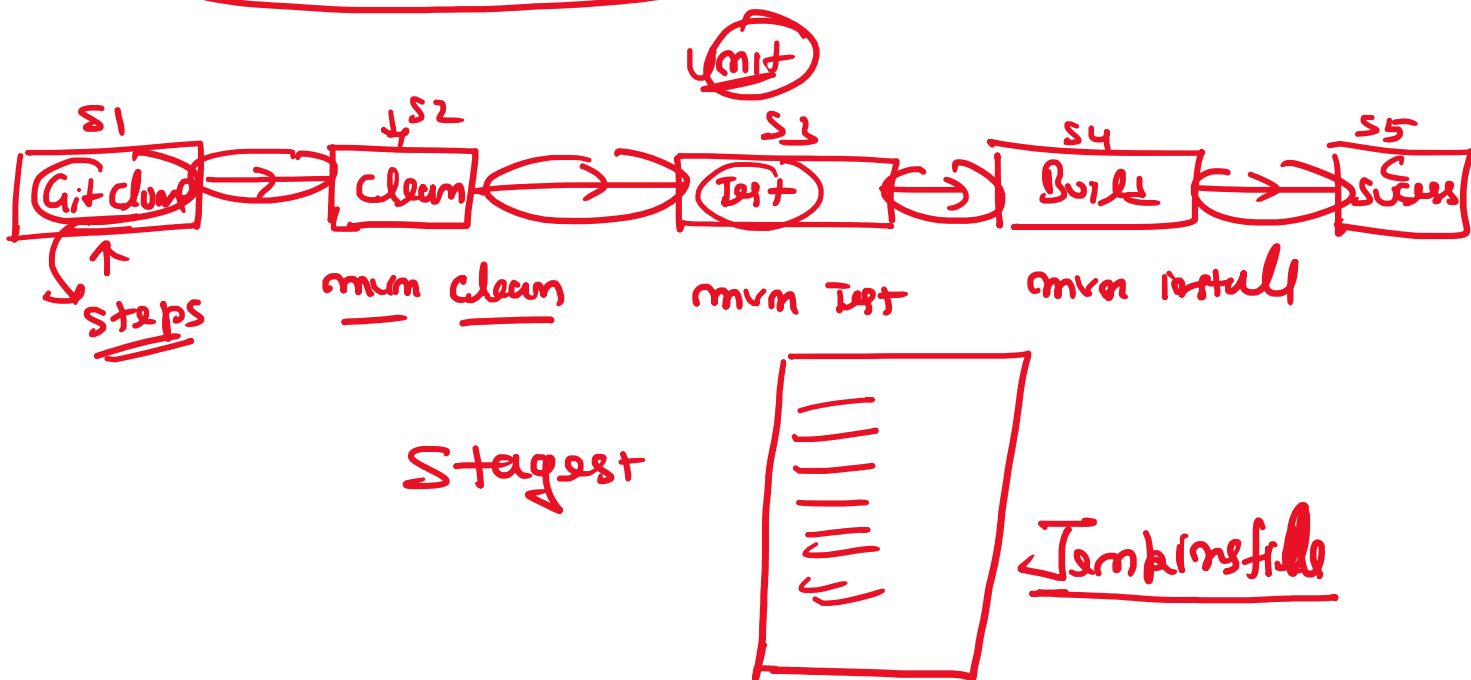 Unit
S1
S2
S3
S4
S5
Git Clone
Clean
Test
Build
Success
steps
mvn clean
mvn Test
mvn install
Stages
Jenkinsfile